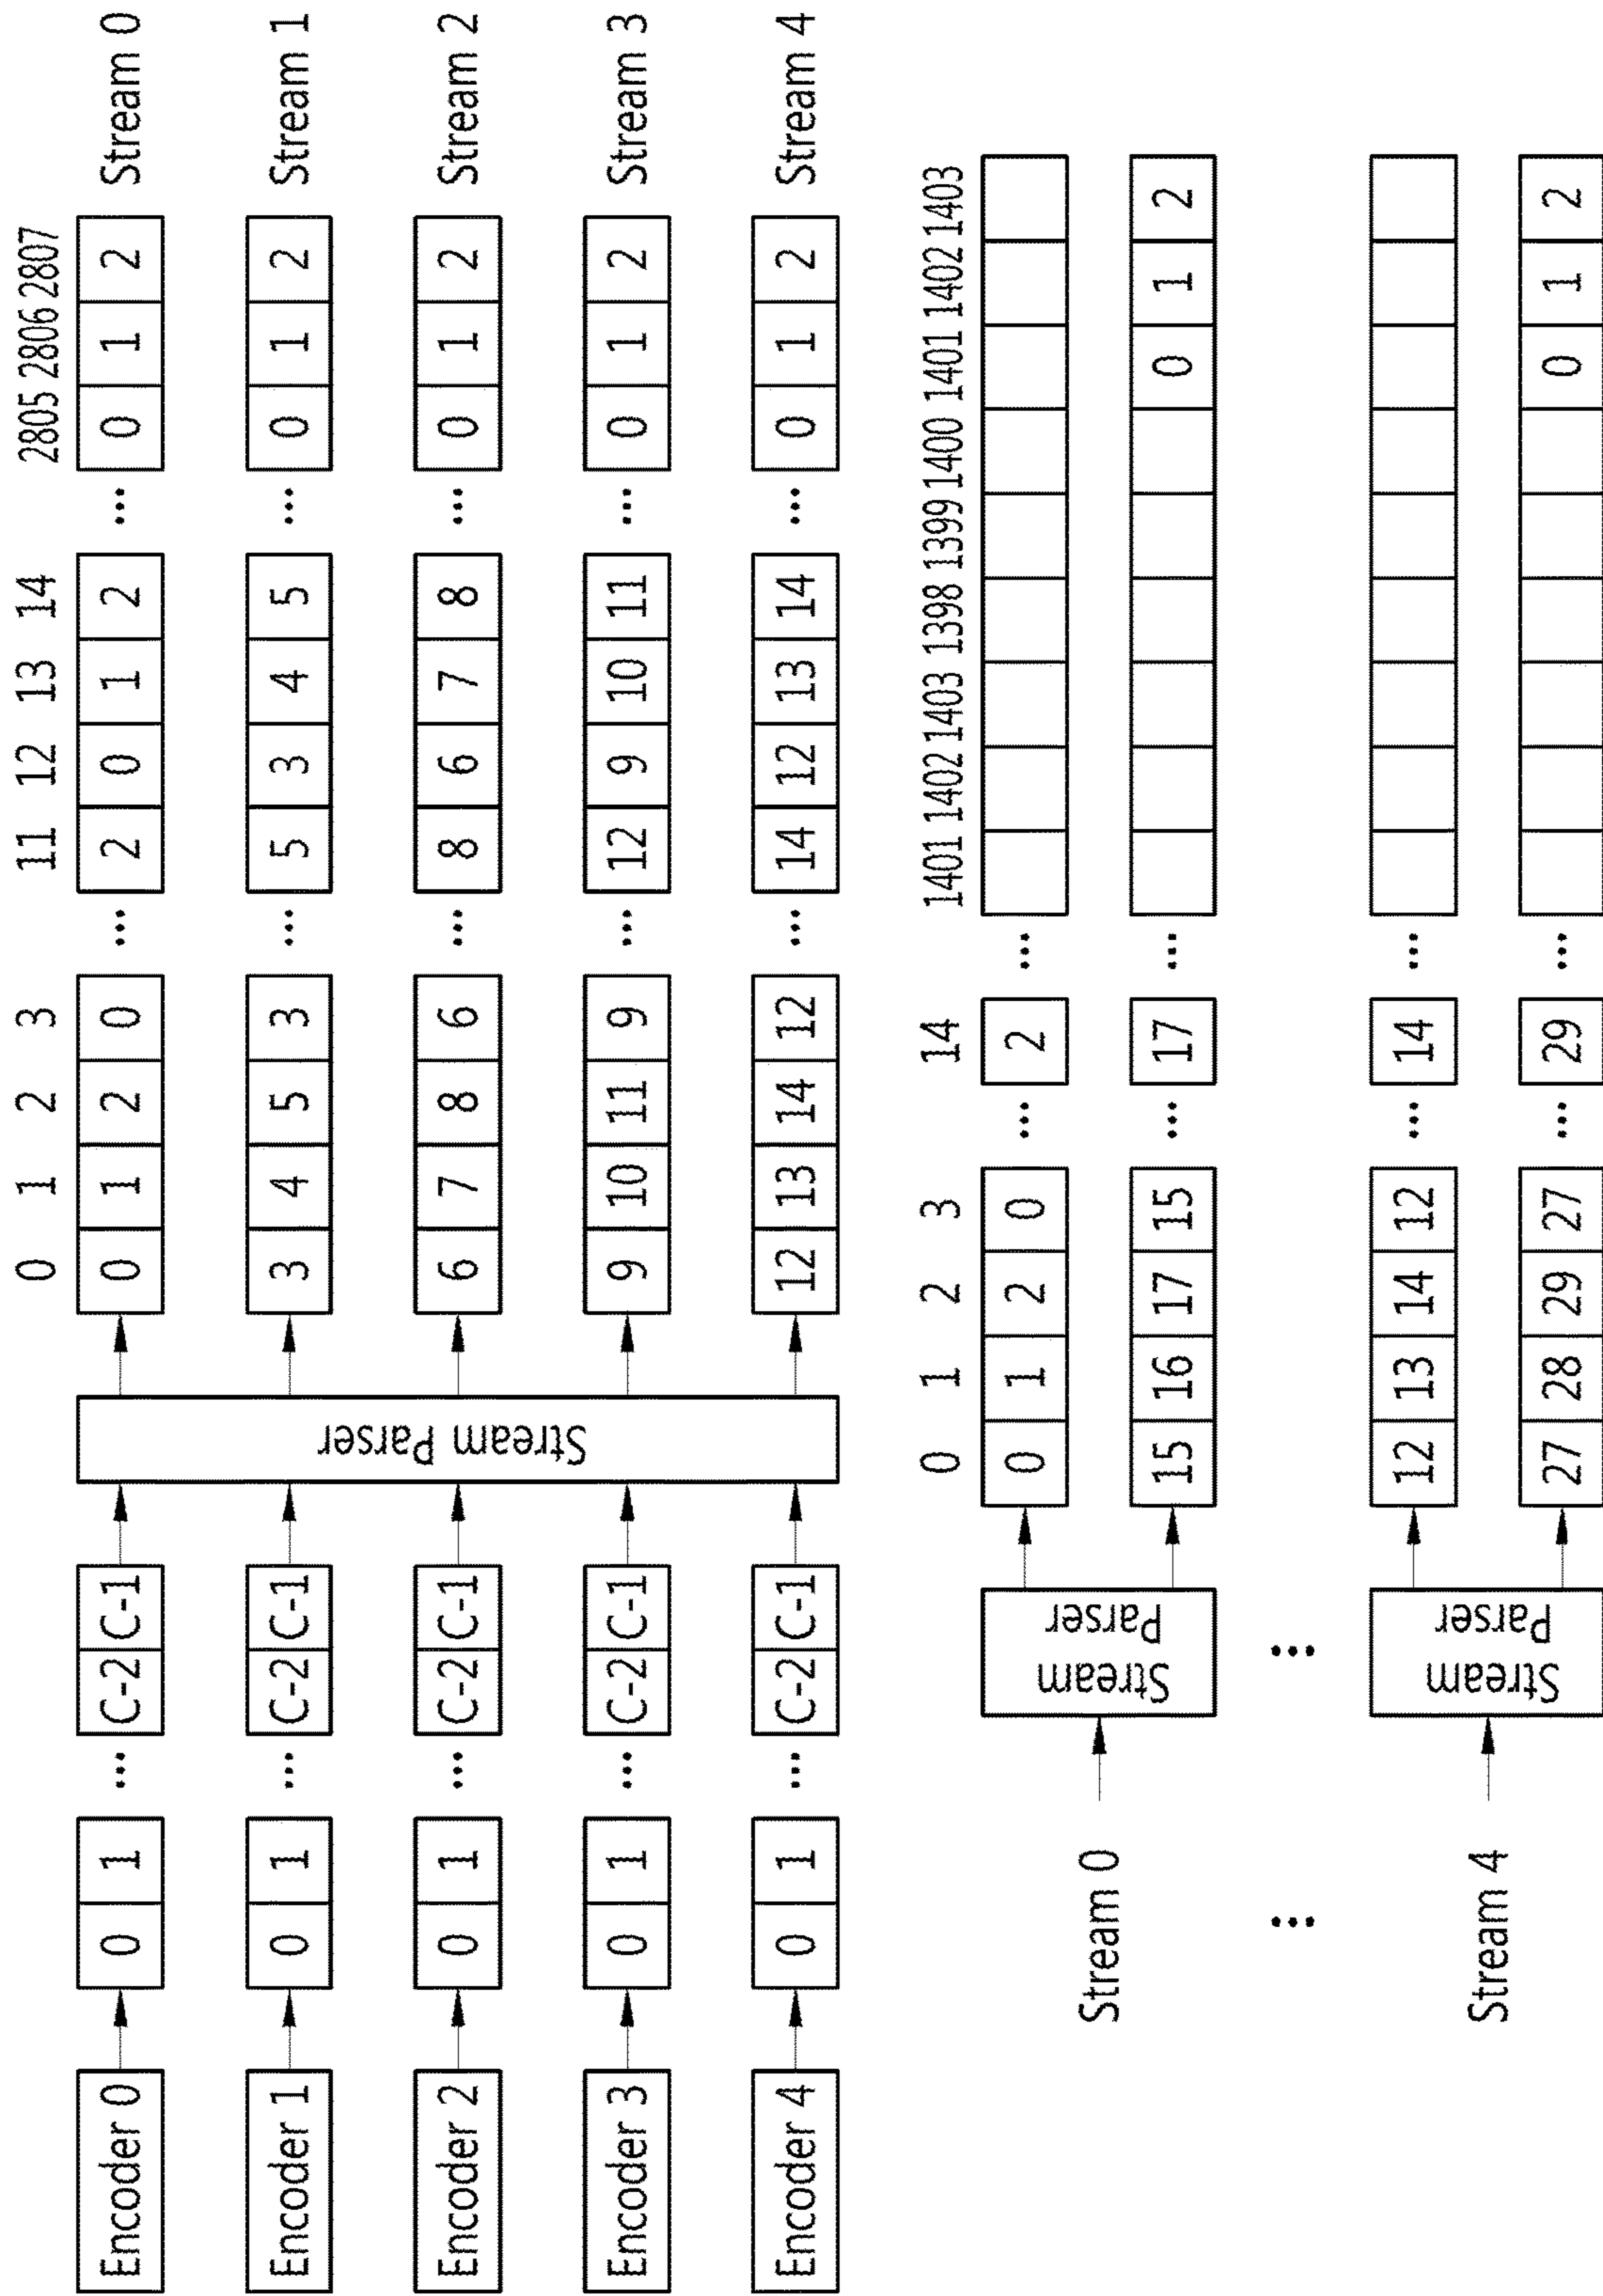 0 1 2 3 11 12 13 14 2805 2806 2807
Encoder 0 0 1 ... C-2 C-1 0 1 2 0 ... 2 0 1 2 ... 0 1 2 Stream 0
Encoder 1 0 1 ... C-2 C-1 3 4 5 3 ... 5 3 4 5 ... 0 1 2 Stream 1
Encoder 2 0 1 ... C-2 C-1 Stream Parser 6 7 8 6 ... 8 6 7 8 ... 0 1 2 Stream 2
Encoder 3 0 1 ... C-2 C-1 9 10 11 9 ... 12 9 10 11 ... 0 1 2 Stream 3
Encoder 4 0 1 ... C-2 C-1 12 13 14 12 ... 14 12 13 14 ... 0 1 2 Stream 4
0 1 2 3 14 1401 1402 1403 1398 1399 1400 1401 1402 1403
0 1 2 0 ... 2 ...
Stream 0 Stream Parser
15 16 17 15 ... 17 ... 0 1 2
... ...
12 13 14 12 ... 14 ...
Stream 4 Stream Parser
27 28 29 27 ... 29 ... 0 1 2